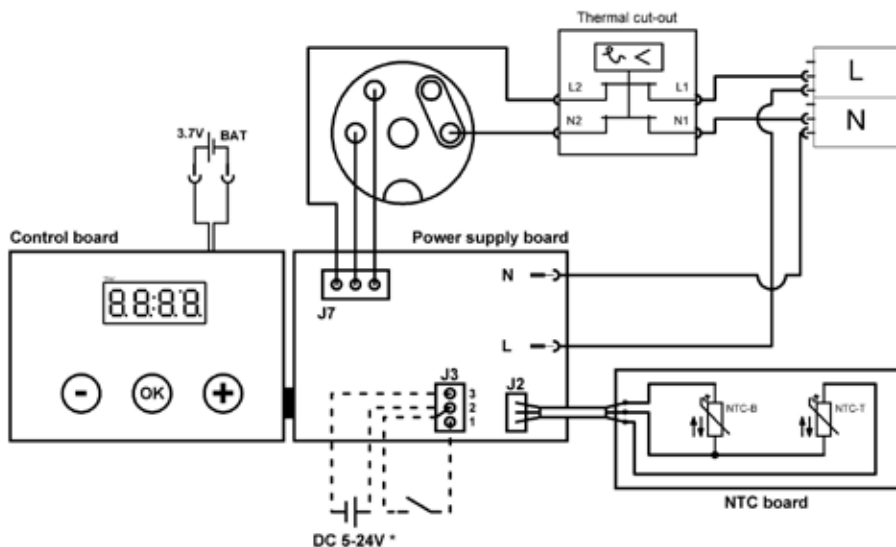 Thermal cut-out
L2
L1
N2
N1
L
N
3.7V
BAT
Control board
Power supply board
8.8:8.8
J7
N
L
J3
3
2
1
J2
- OK +
NTC-B
NTC-T
NTC board
DC 5-24V *